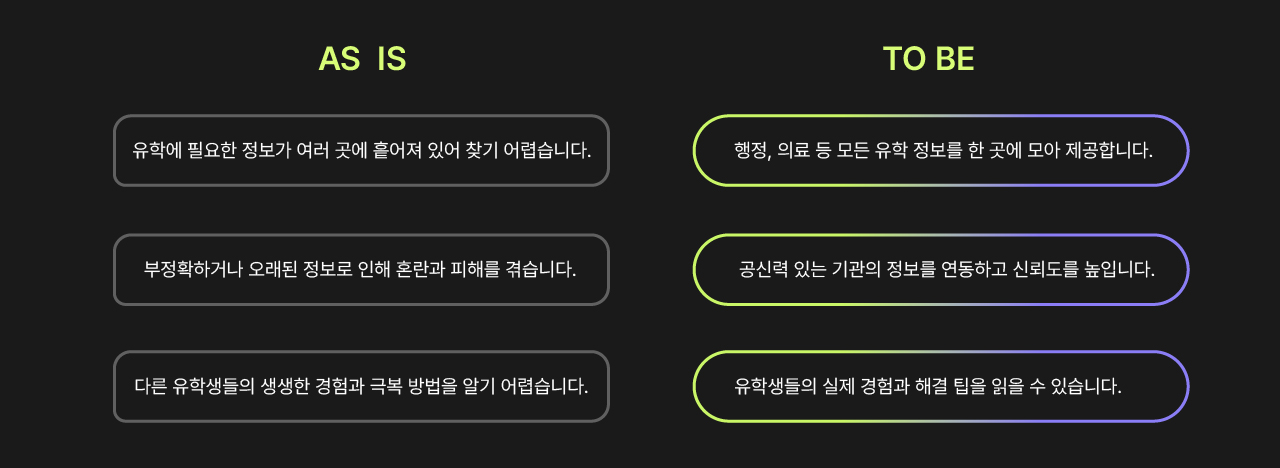 AS IS
TO BE
유학에 필요한 정보가 여러 곳에 흩어져 있어 찾기 어렵습니다.
행정, 의료 등 모든 유학 정보를 한 곳에 모아 제공합니다.
부정확하거나 오래된 정보로 인해 혼란과 피해를 겪습니다.
공신력 있는 기관의 정보를 연동하고 신뢰도를 높입니다.
다른 유학생들의 생생한 경험과 극복 방법을 알기 어렵습니다.
유학생들의 실제 경험과 해결 팁을 읽을 수 있습니다.